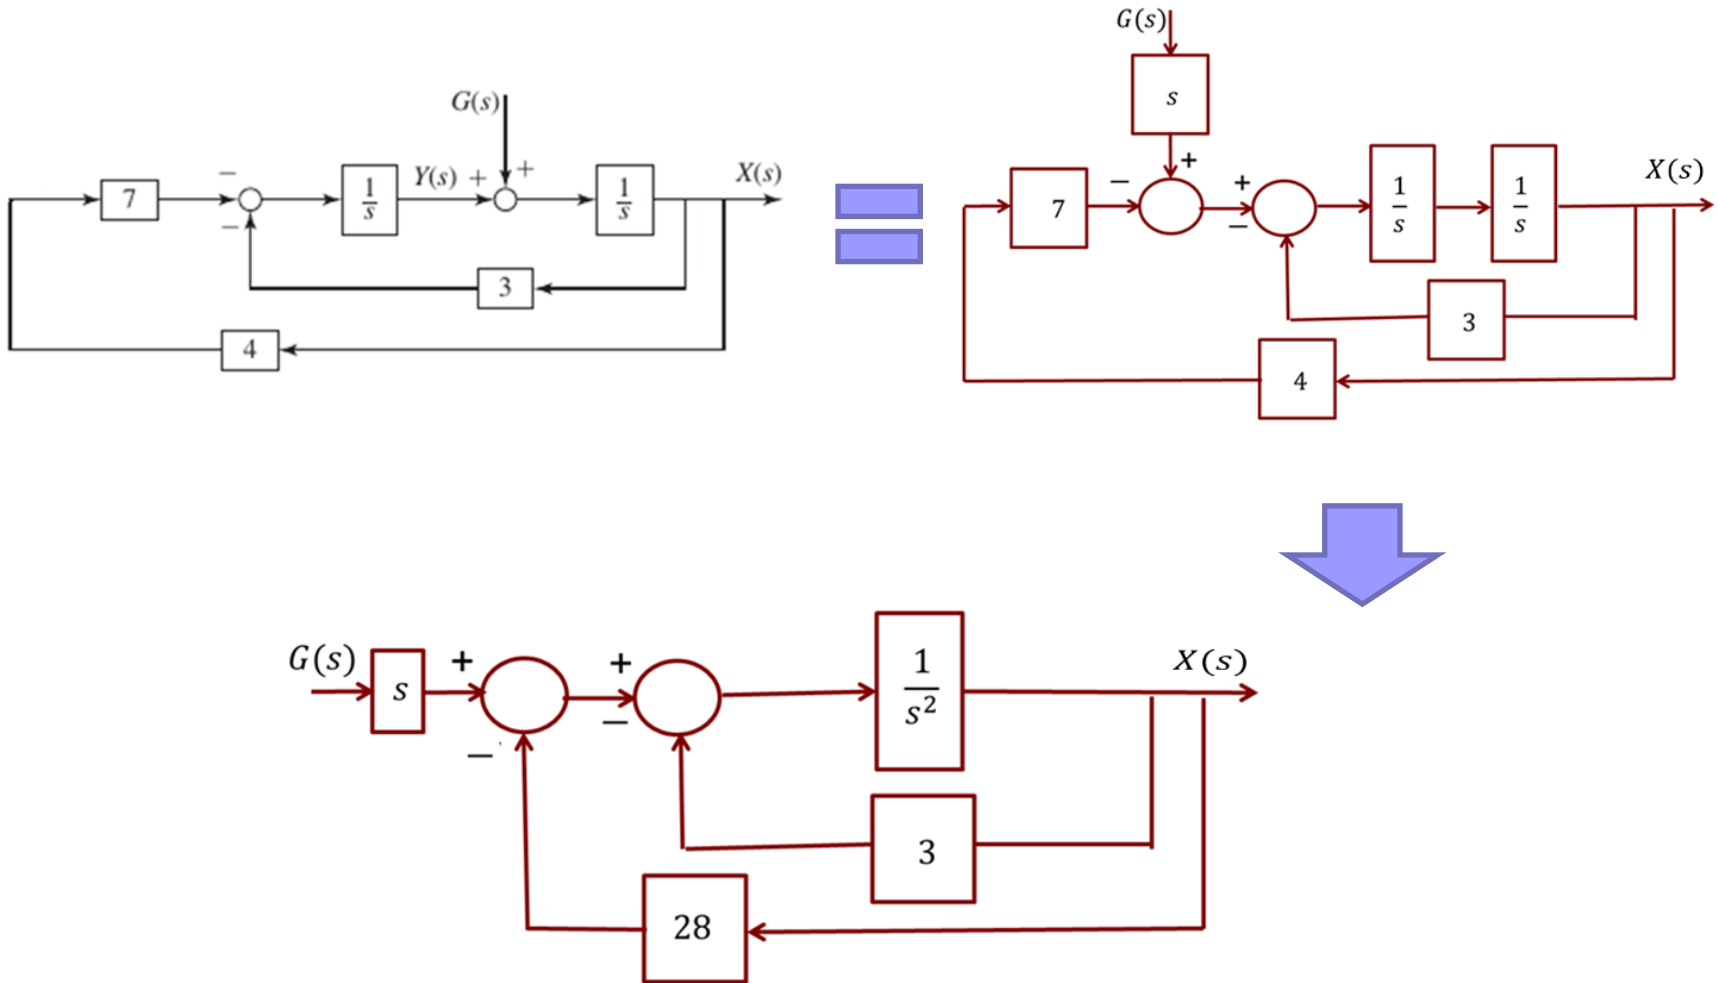 G(s)
7
−
−
1/s
Y(s) +
+
1/s
X(s)
3
4
G(s)
s
+
7
−
+
−
1/s
1/s
X(s)
3
4
G(s)
s
+
−
+
−
1/s²
X(s)
3
28